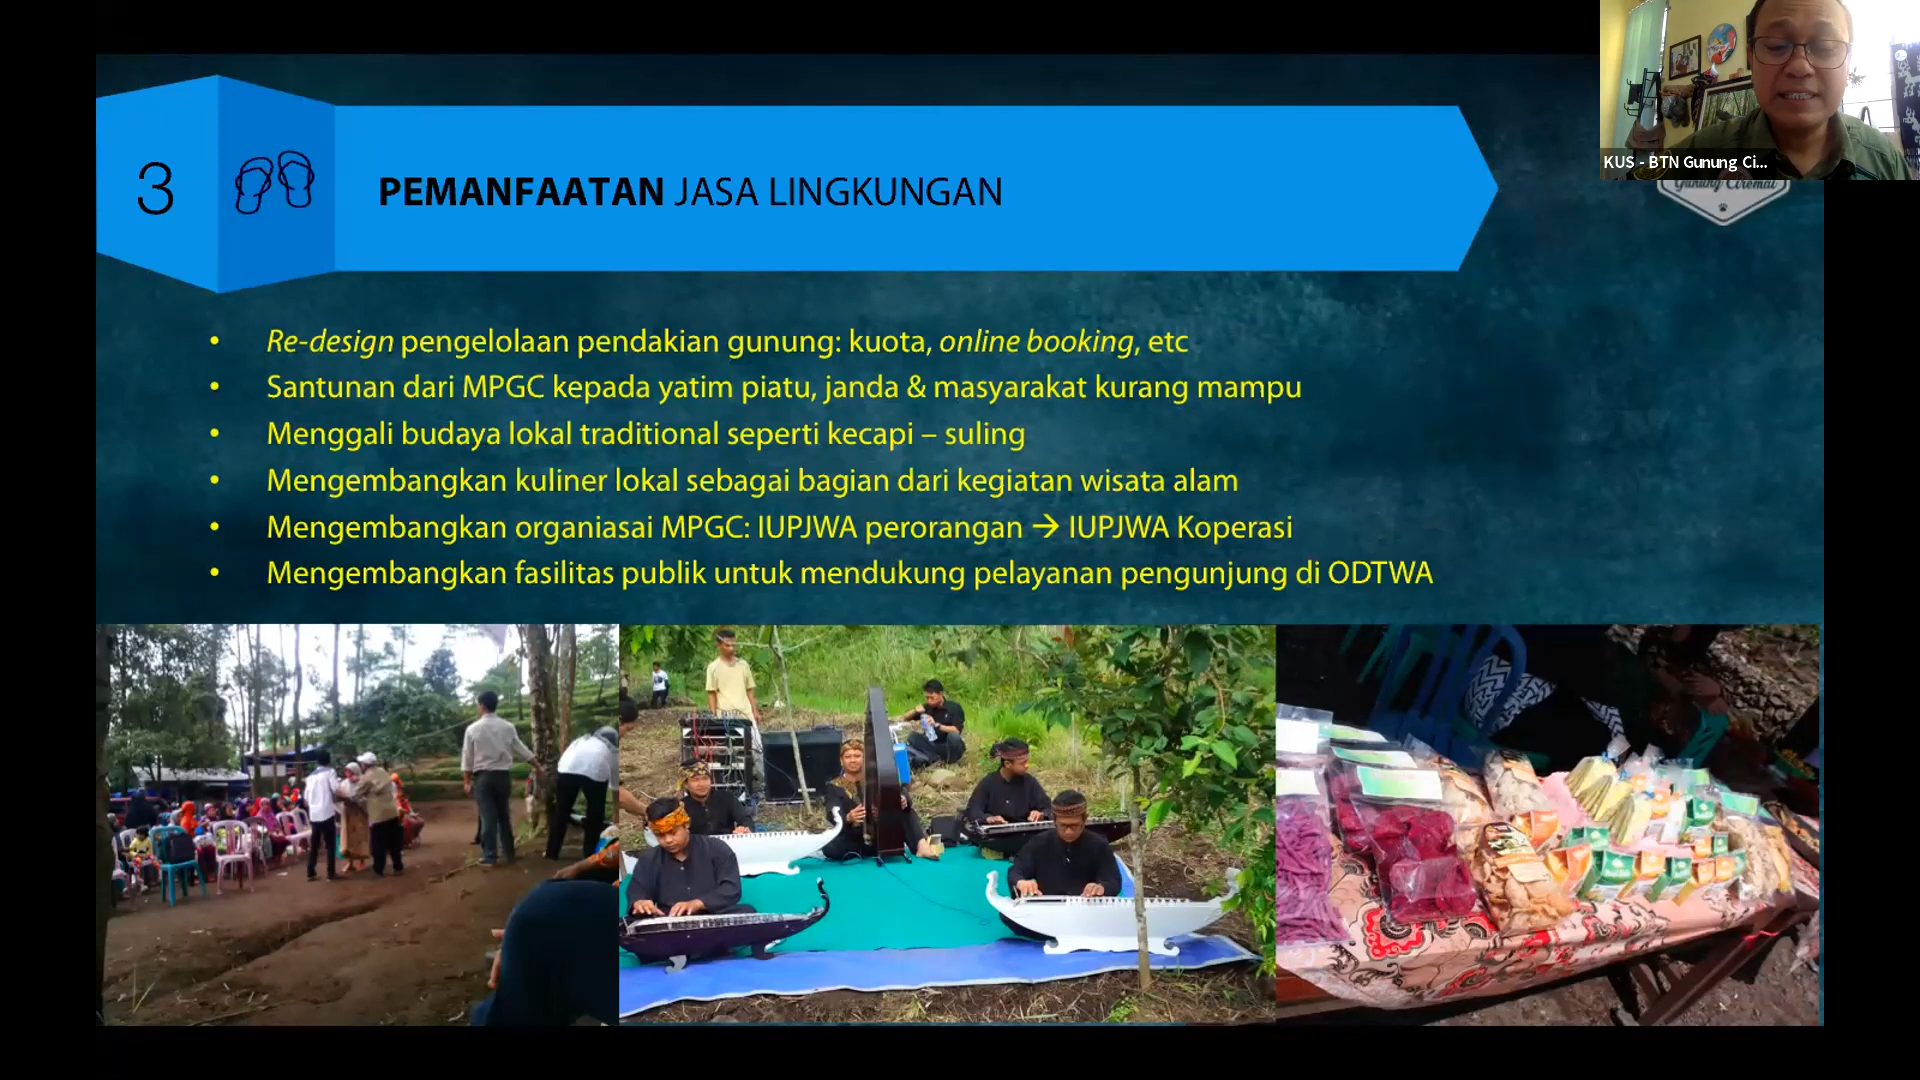 KUS - BTN Gunung Ci...
Gunung Ciremai
3
PEMANFAATAN JASA LINGKUNGAN
• Re-design pengelolaan pendakian gunung: kuota, online booking, etc
• Santunan dari MPGC kepada yatim piatu, janda & masyarakat kurang mampu
• Menggali budaya lokal traditional seperti kecapi – suling
• Mengembangkan kuliner lokal sebagai bagian dari kegiatan wisata alam
• Mengembangkan organiasai MPGC: IUPJWA perorangan → IUPJWA Koperasi
• Mengembangkan fasilitas publik untuk mendukung pelayanan pengunjung di ODTWA